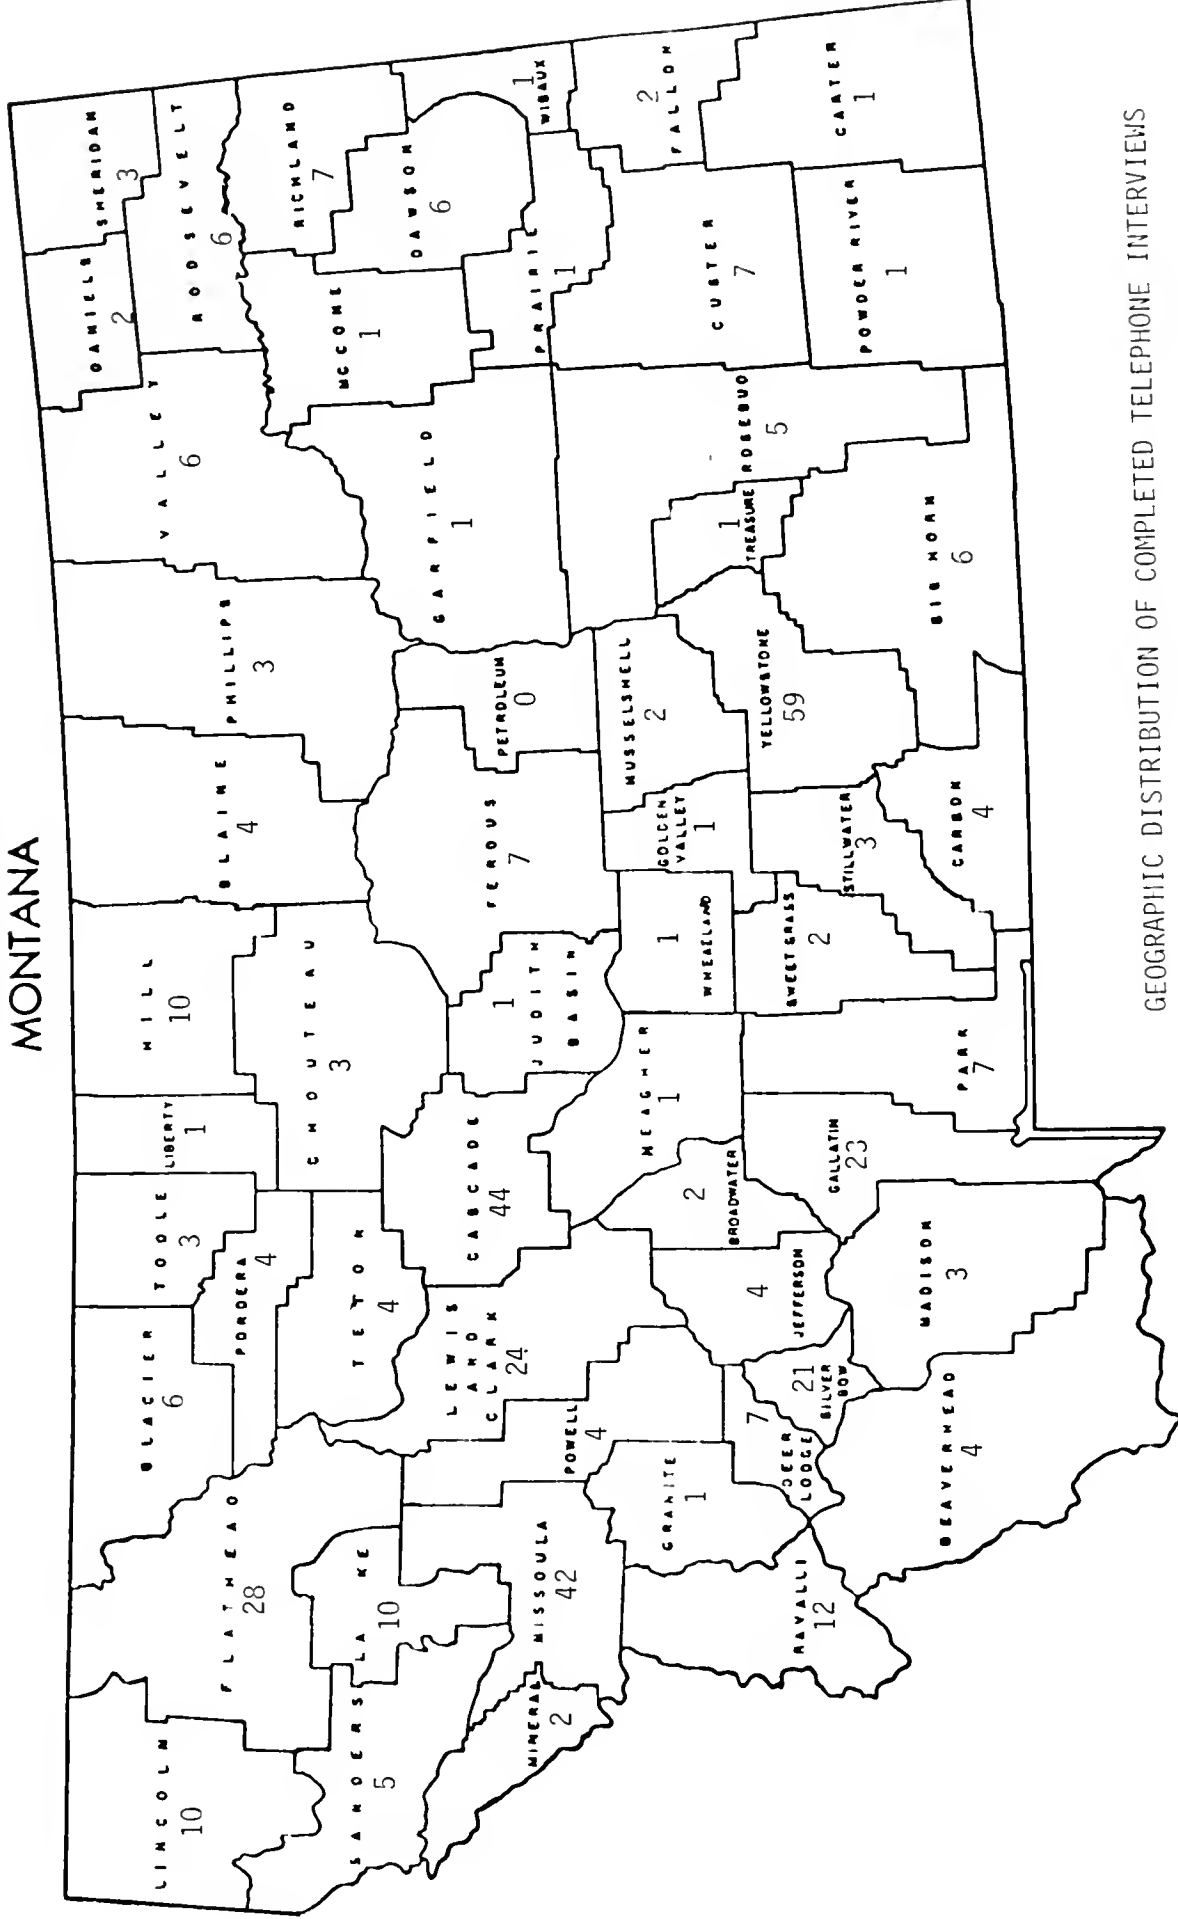 MONTANA
LINCOLN
10
FLATHEAD
28
GLACIER
6
TOOLE
3
LIBERTY
1
HILL
10
BLAINE
4
PHILLIPS
3
VALLEY
6
DANIELS
2
SHERIDAN
3
ROOSEVELT
6
SANDERS
5
LAKE
10
PONDERA
4
TETON
4
CHOUTEAU
3
RICHLAND
7
MCCONE
1
GARFIELD
1
DAWSON
6
MINERAL
2
MISSOULA
42
POWELL
4
LEWIS
AND
CLARK
24
CASCADE
44
1
JUDITH
BASIN
FERGUS
7
PETROLEUM
0
PRAIRIE
1
1
WIBAUX
RAVALLI
12
GRANITE
1
7
DEER
LODGE
21
SILVER
BOW
4
JEFFERSON
2
BROADWATER
MEAGHER
1
1
WHEATLAND
GOLDEN
VALLEY
1
MUSSELSHELL
2
YELLOWSTONE
59
1
TREASURE
ROSEBUD
5
CUSTER
7
2
FALLON
BEAVERHEAD
4
MADISON
3
GALLATIN
23
PARK
7
SWEETGRASS
2
STILLWATER
3
CARBON
4
BIG HORN
6
POWDER RIVER
1
CARTER
1
GEOGRAPHIC DISTRIBUTION OF COMPLETED TELEPHONE INTERVIEWS